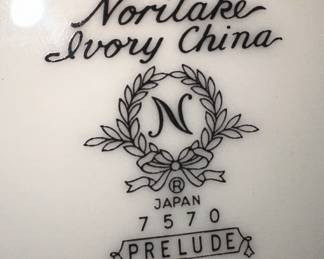 Noritake
Ivory China
N
®
JAPAN
7570
PRELUDE